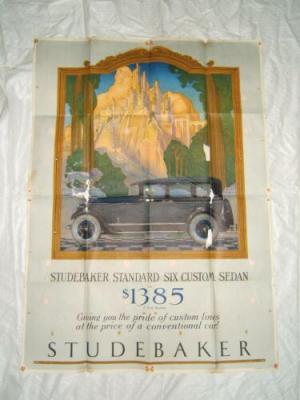 STUDEBAKER STANDARD SIX CUSTOM SEDAN
$1385
Giving you the pride of custom lines
at the price of a conventional car!
STUDEBAKER